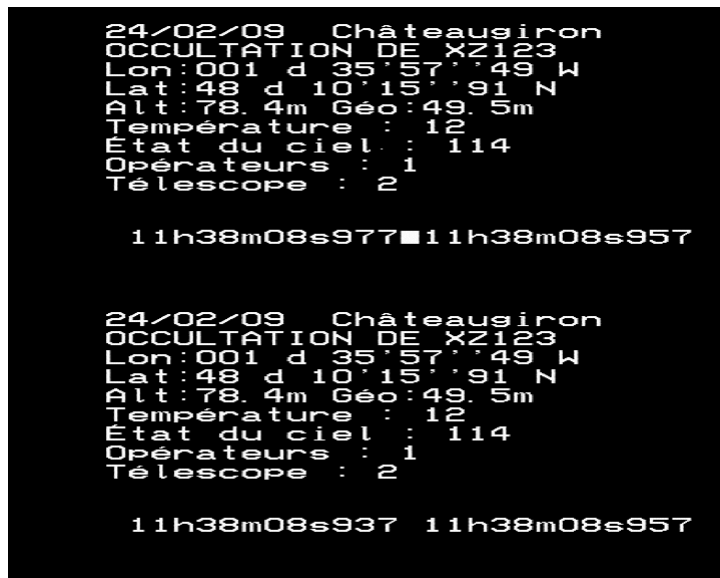 24/02/09 Châteaugiron
OCCULTATION DE XZ123
Lon:001 d 35'57''49 W
Lat:48 d 10'15''91 N
Alt:78.4m Géo:49.5m
Température : 12
État du ciel : 114
Opérateurs : 1
Télescope : 2
11h38m08s977■11h38m08s957
24/02/09 Châteaugiron
OCCULTATION DE XZ123
Lon:001 d 35'57''49 W
Lat:48 d 10'15''91 N
Alt:78.4m Géo:49.5m
Température : 12
État du ciel : 114
Opérateurs : 1
Télescope : 2
11h38m08s937 11h38m08s957